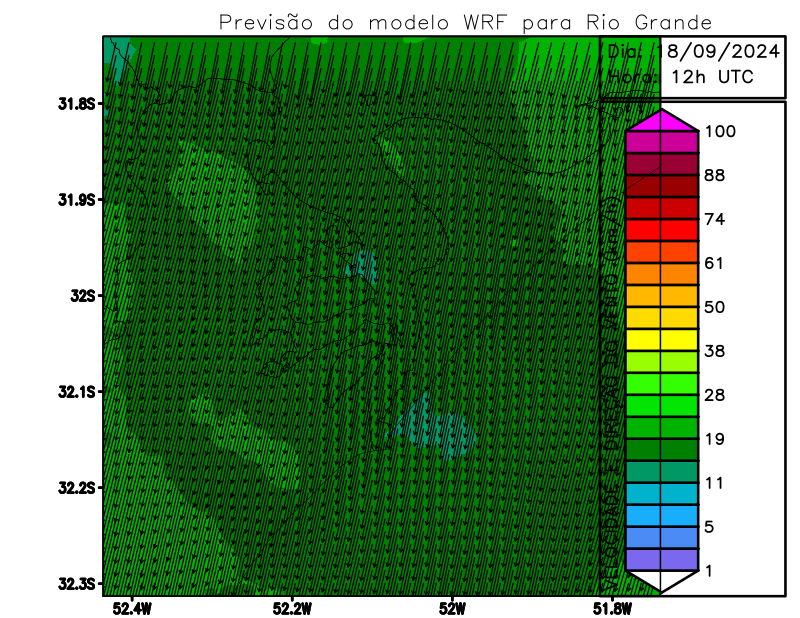 Previsão do modelo WRF para Rio Grande
Dia: 18/09/2024
Hora: 12h UTC
31.8S
31.9S
32S
32.1S
32.2S
32.3S
52.4W
52.2W
52W
51.8W
VELOCIDADE E DIREÇÃO DO VENTO (km/h)
100
88
74
61
50
38
28
19
11
5
1